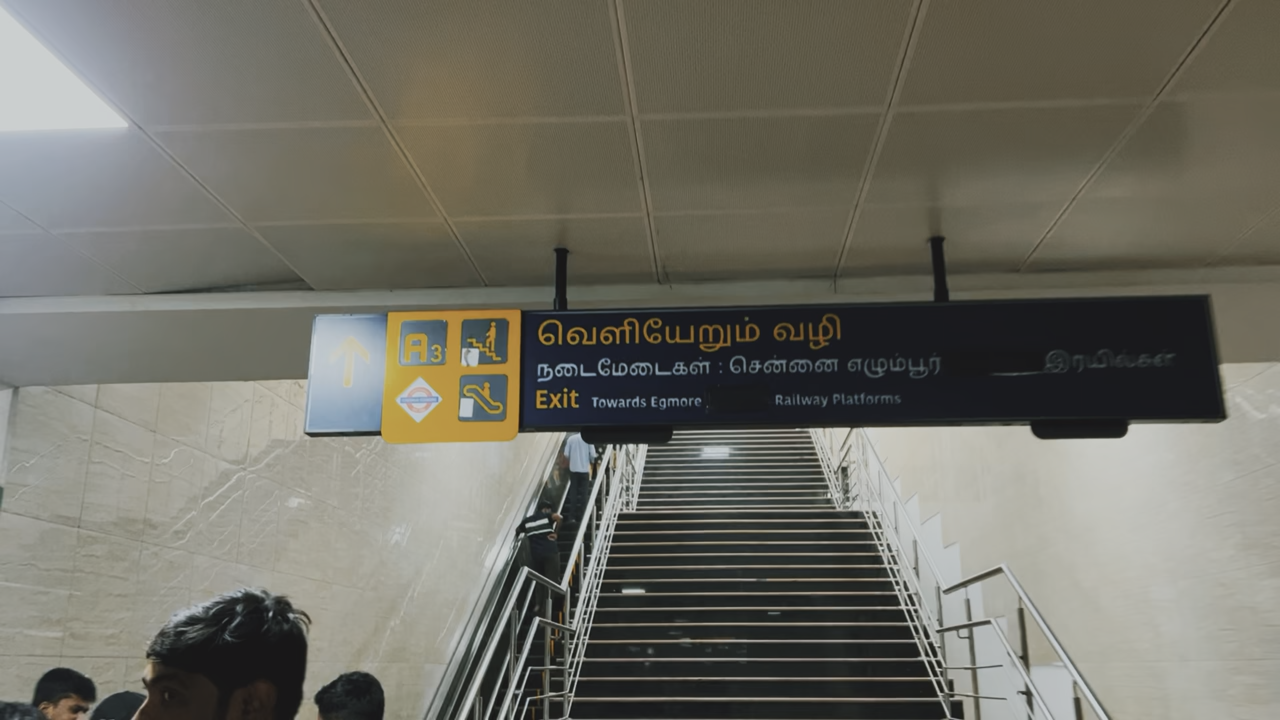 A3
வெளியேறும் வழி
நடைமேடைகள் : சென்னை எழும்பூர் இரயில்கள்
Exit Towards Egmore Railway Platforms